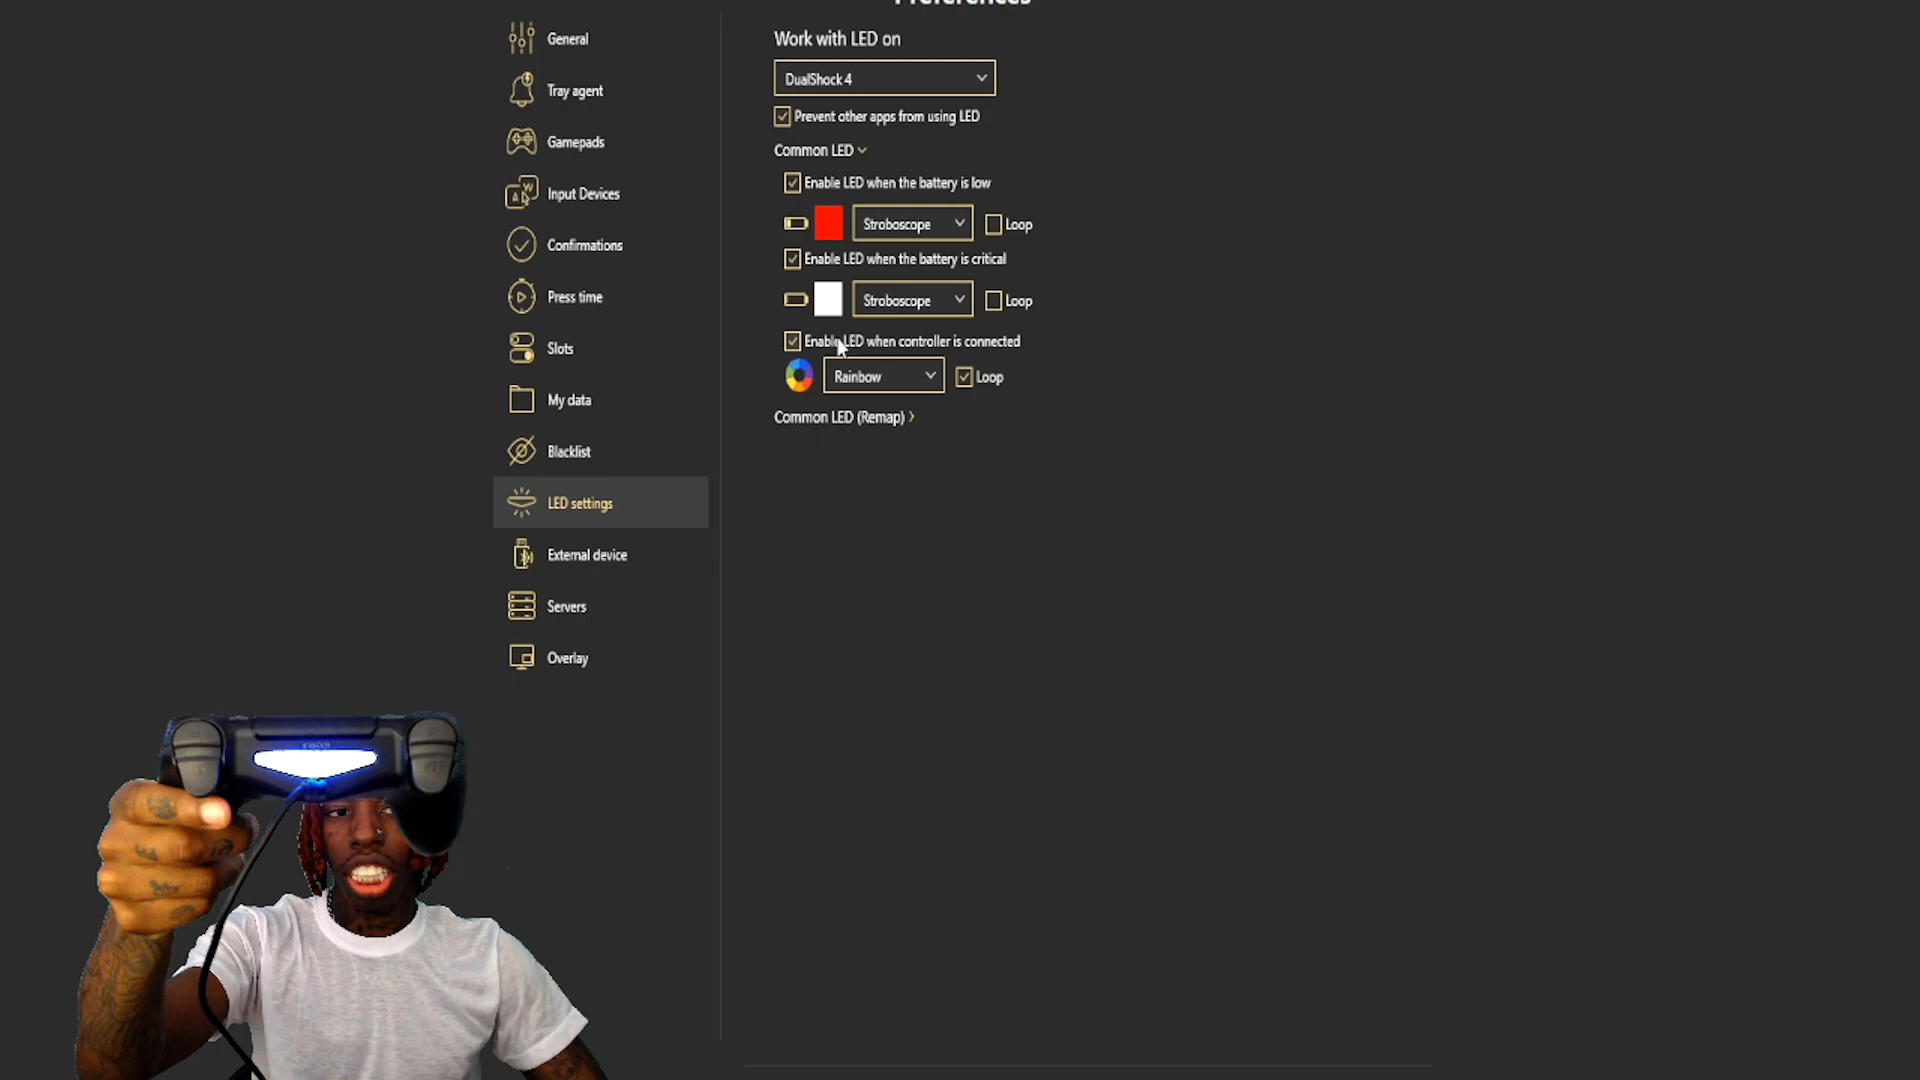 Preferences
General
Tray agent
Gamepads
Input Devices
Confirmations
Press time
Slots
My data
Blacklist
LED settings
External device
Servers
Overlay
Work with LED on
DualShock 4
Prevent other apps from using LED
Common LED
Enable LED when the battery is low
Stroboscope Loop
Enable LED when the battery is critical
Stroboscope Loop
Enable LED when controller is connected
Rainbow Loop
Common LED (Remap)